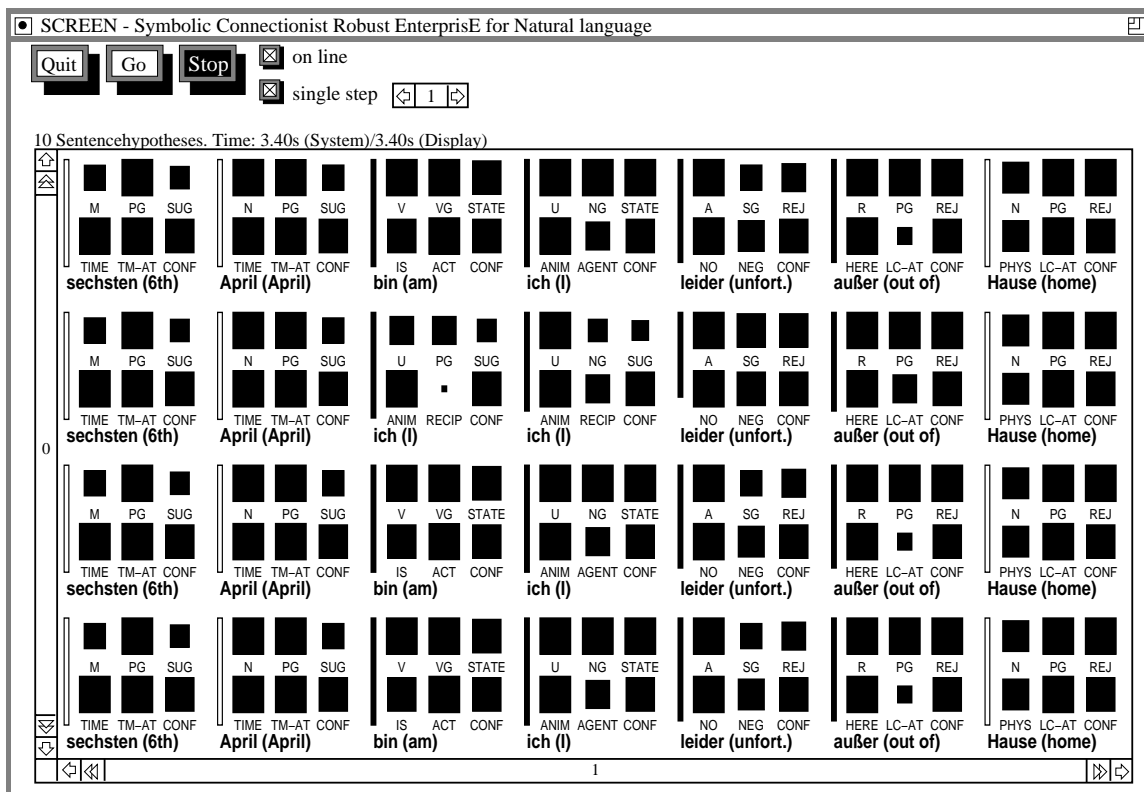 SCREEN - Symbolic Connectionist Robust EnterprisE for Natural language
Quit Go Stop on line
single step 1
10 Sentencehypotheses. Time: 3.40s (System)/3.40s (Display)
M PG SUG N PG SUG V VG STATE U NG STATE A SG REJ R PG REJ N PG REJ
TIME TM–AT CONF TIME TM–AT CONF IS ACT CONF ANIM AGENT CONF NO NEG CONF HERE LC–AT CONF PHYS LC–AT CONF
sechsten (6th) April (April) bin (am) ich (I) leider (unfort.) außer (out of) Hause (home)
M PG SUG N PG SUG U PG SUG U NG SUG A SG REJ R PG REJ N PG REJ
TIME TM–AT CONF TIME TM–AT CONF ANIM RECIP CONF ANIM RECIP CONF NO NEG CONF HERE LC–AT CONF PHYS LC–AT CONF
sechsten (6th) April (April) ich (I) ich (I) leider (unfort.) außer (out of) Hause (home)
0
M PG SUG N PG SUG V VG STATE U NG STATE A SG REJ R PG REJ N PG REJ
TIME TM–AT CONF TIME TM–AT CONF IS ACT CONF ANIM AGENT CONF NO NEG CONF HERE LC–AT CONF PHYS LC–AT CONF
sechsten (6th) April (April) bin (am) ich (I) leider (unfort.) außer (out of) Hause (home)
M PG SUG N PG SUG V VG STATE U NG STATE A SG REJ R PG REJ N PG REJ
TIME TM–AT CONF TIME TM–AT CONF IS ACT CONF ANIM AGENT CONF NO NEG CONF HERE LC–AT CONF PHYS LC–AT CONF
sechsten (6th) April (April) bin (am) ich (I) leider (unfort.) außer (out of) Hause (home)
1